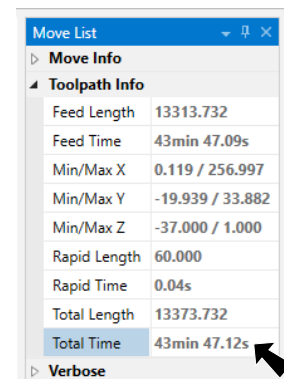 Move List
Move Info
Toolpath Info
Feed Length 13313.732
Feed Time 43min 47.09s
Min/Max X 0.119 / 256.997
Min/Max Y -19.939 / 33.882
Min/Max Z -37.000 / 1.000
Rapid Length 60.000
Rapid Time 0.04s
Total Length 13373.732
Total Time 43min 47.12s
Verbose